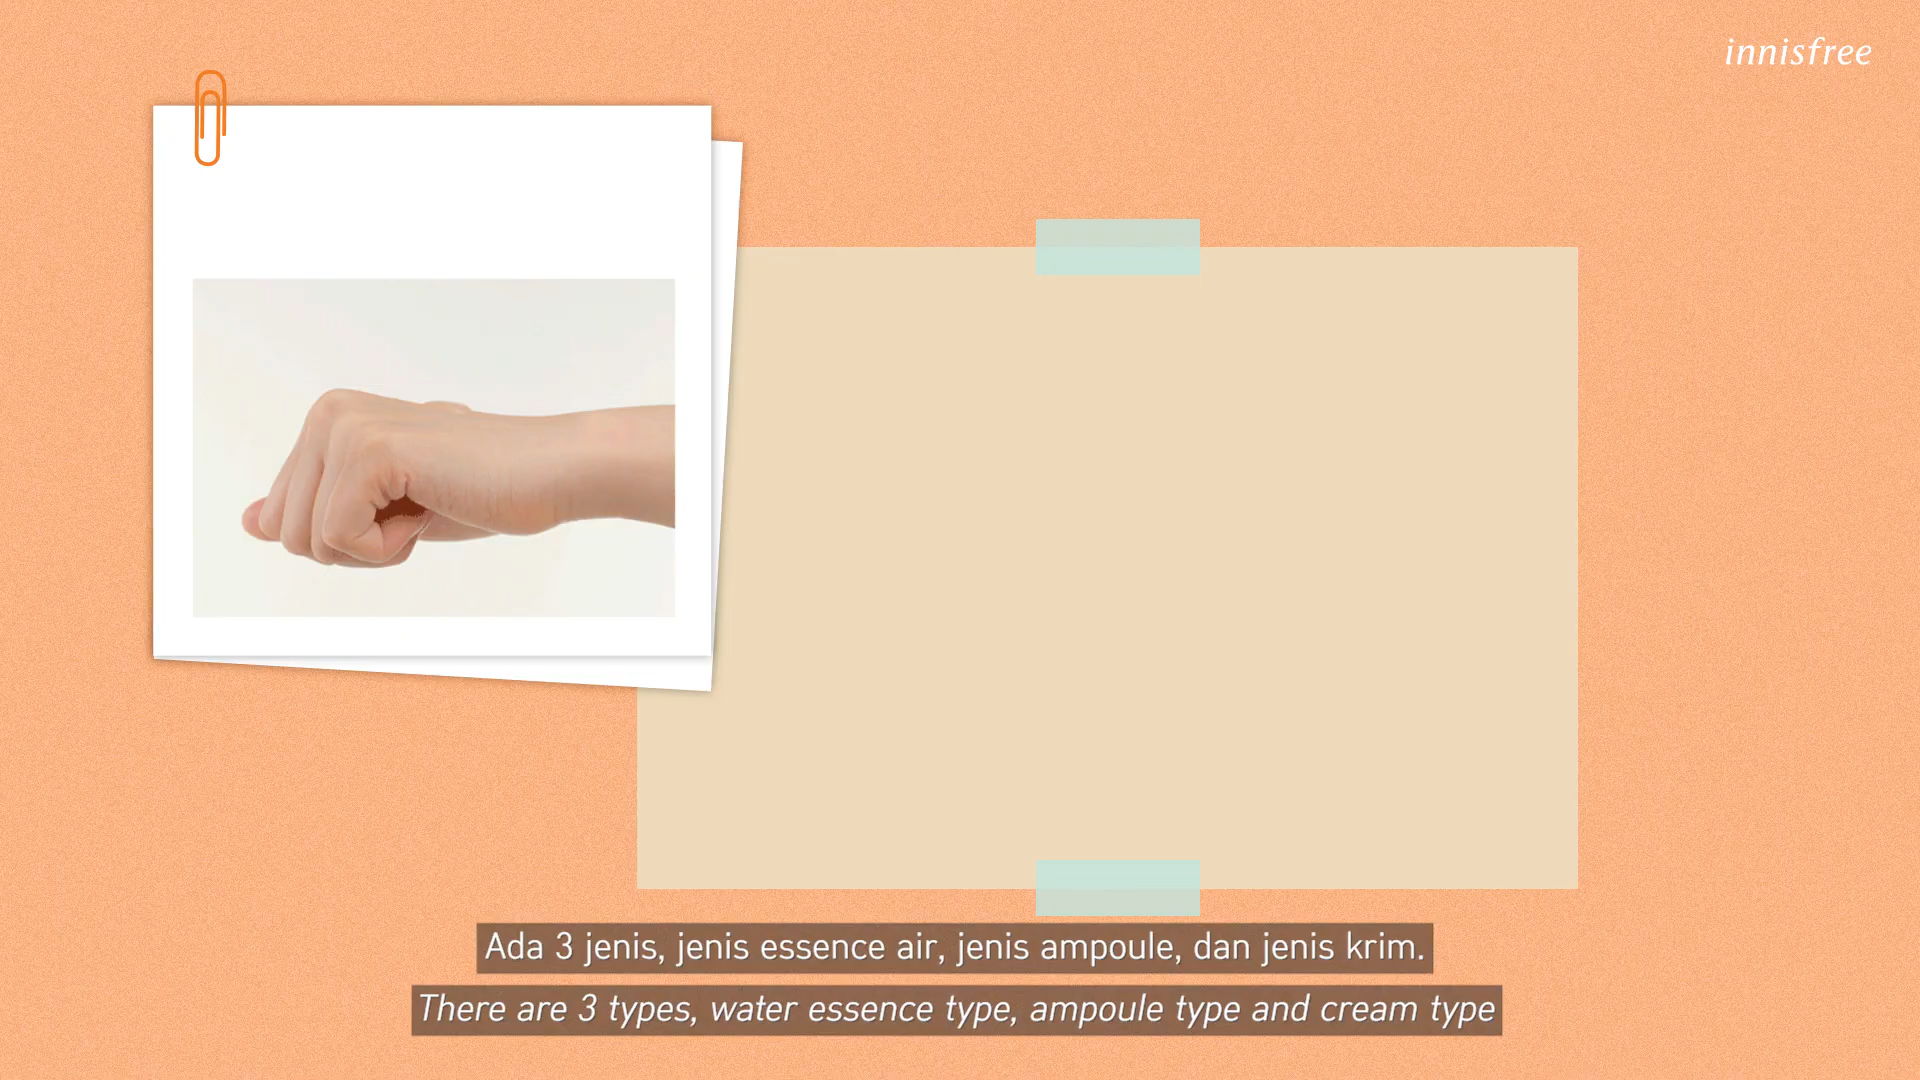 innisfree
Ada 3 jenis, jenis essence air, jenis ampoule, dan jenis krim.
There are 3 types, water essence type, ampoule type and cream type